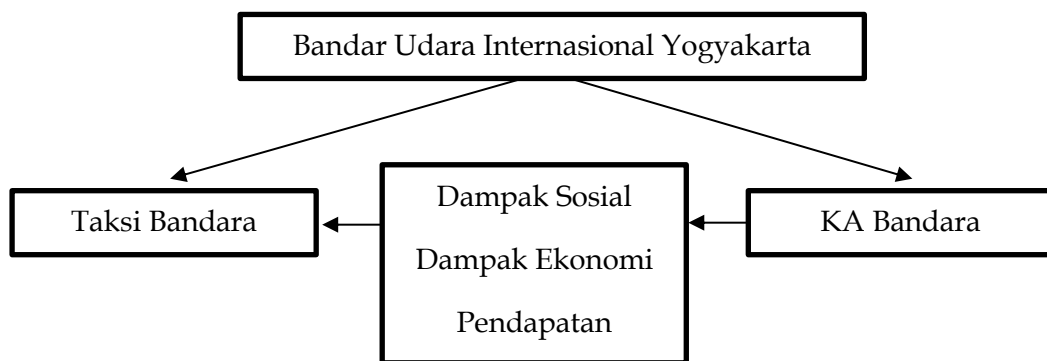 Bandar Udara Internasional Yogyakarta
Taksi Bandara
Dampak Sosial
Dampak Ekonomi
Pendapatan
KA Bandara